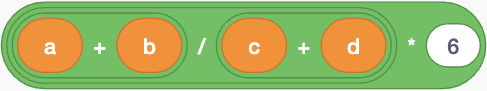 a + b / c + d * 6